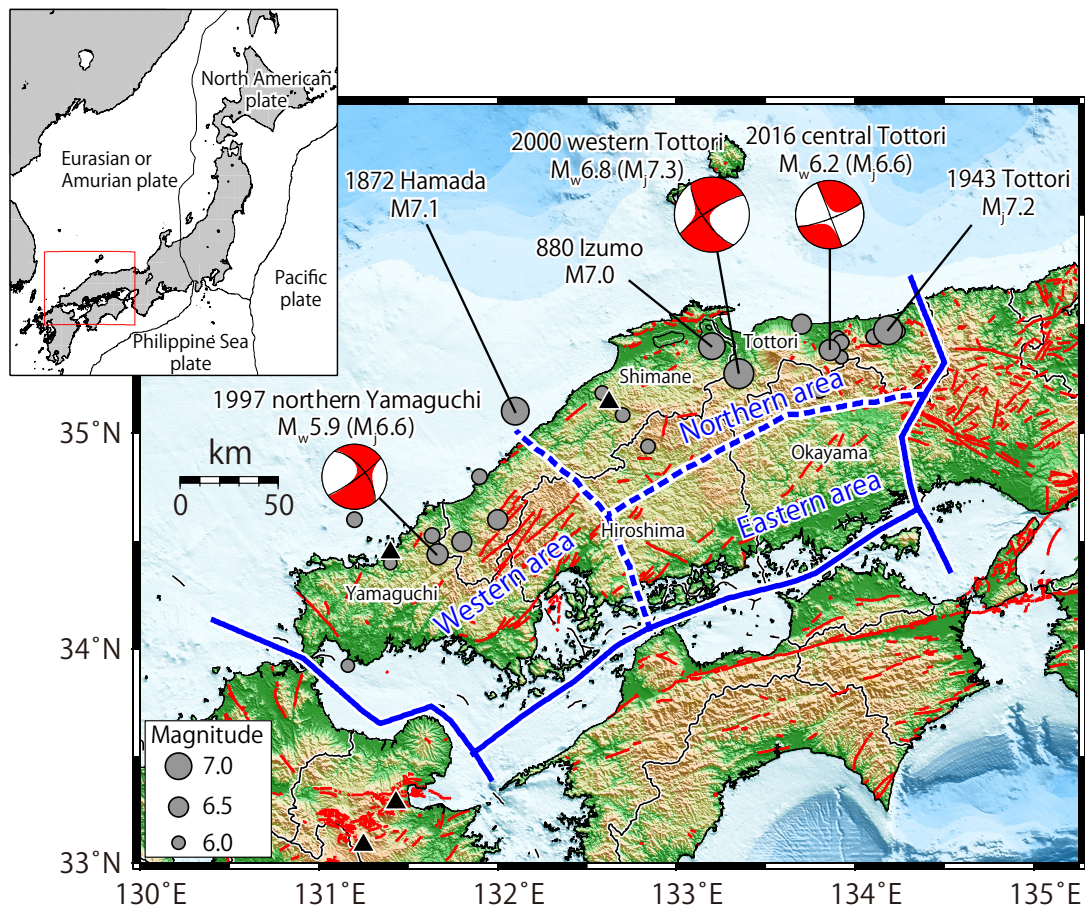 North American
plate
Eurasian or
Amurian plate
Pacific
plate
Philippine Sea
plate
2000 western Tottori
Mw6.8 (Mj7.3)
2016 central Tottori
Mw6.2 (Mj6.6)
1943 Tottori
Mj7.2
1872 Hamada
M7.1
880 Izumo
M7.0
1997 northern Yamaguchi
Mw5.9 (Mj6.6)
Tottori
Shimane
Northern area
Okayama
Eastern area
Hiroshima
Western area
Yamaguchi
km
0 50
Magnitude
7.0
6.5
6.0
35°N
34°N
33°N
130°E 131°E 132°E 133°E 134°E 135°E